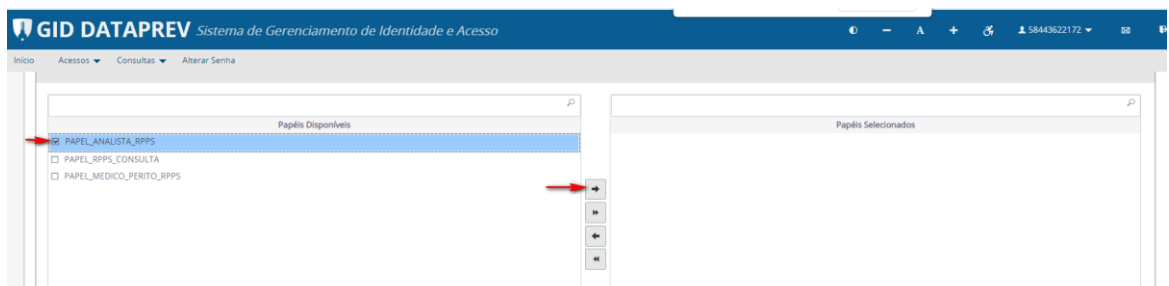 GID DATAPREV Sistema de Gerenciamento de Identidade e Acesso A 58443622172
Início Acessos Consultas Alterar Senha
Papéis Disponíveis Papéis Selecionados
PAPEL_ANALISTA_RPPS
PAPEL_RPPS_CONSULTA
PAPEL_MEDICO_PERITO_RPPS